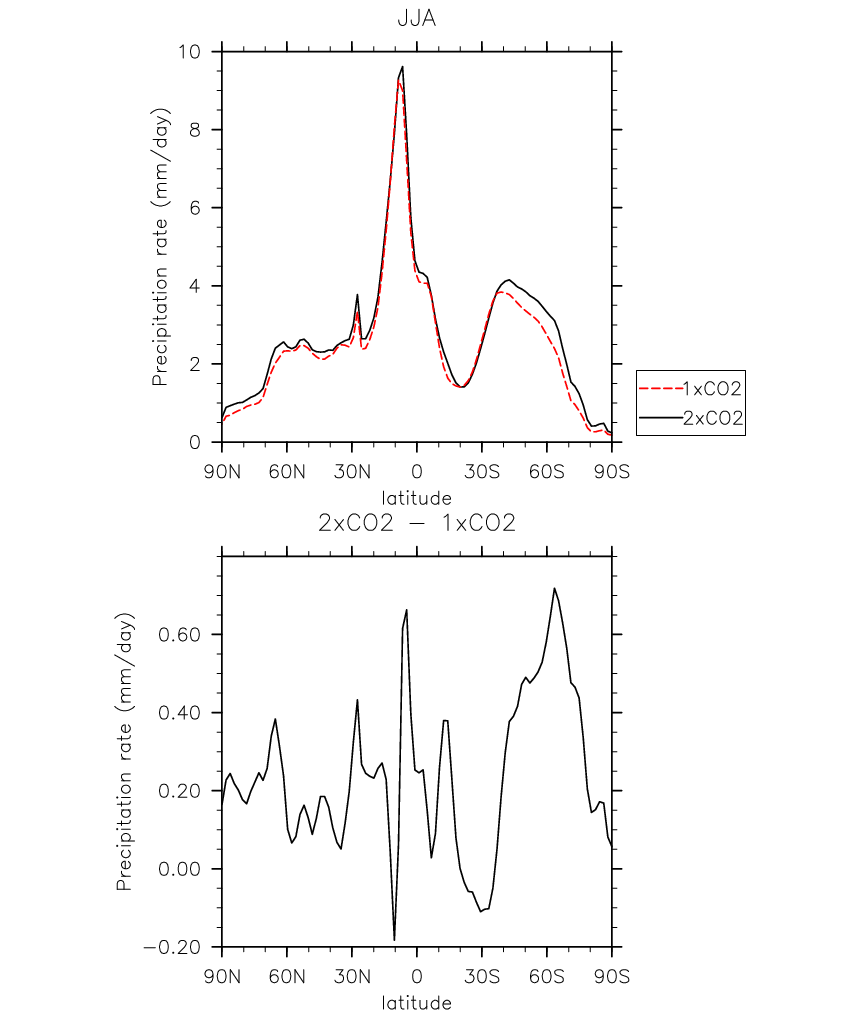 JJA
Precipitation rate (mm/day)
10
8
6
4
2
0
90N 60N 30N 0 30S 60S 90S
latitude
1xCO2
2xCO2
2xCO2 − 1xCO2
Precipitation rate (mm/day)
0.60
0.40
0.20
0.00
−0.20
90N 60N 30N 0 30S 60S 90S
latitude